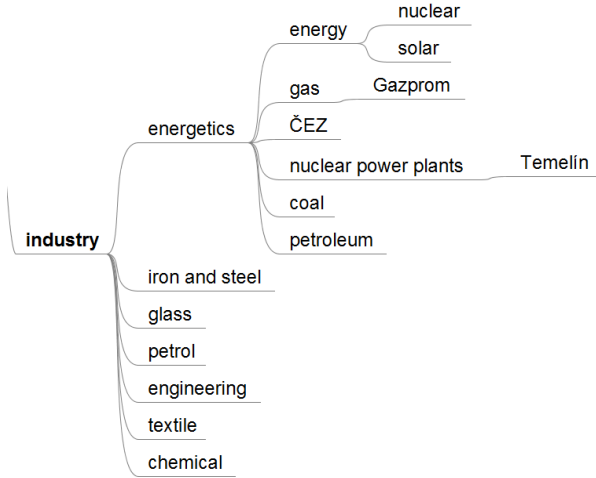 nuclear
energy
solar
gas
Gazprom
energetics
ČEZ
nuclear power plants
Temelín
coal
industry
petroleum
iron and steel
glass
petrol
engineering
textile
chemical